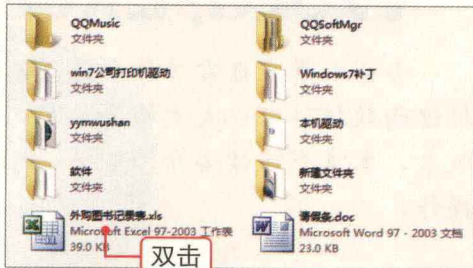 QQMusic
文件夹
QQSoftMgr
文件夹
win7公司打印机驱动
文件夹
Windows7补丁
文件夹
yymwushan
文件夹
本机驱动
文件夹
软件
文件夹
新建文件夹
文件夹
外购图书记录表.xls
Microsoft Excel 97-2003 工作表
39.0 KB
请假条.doc
Microsoft Word 97 - 2003 文档
23.0 KB
双击